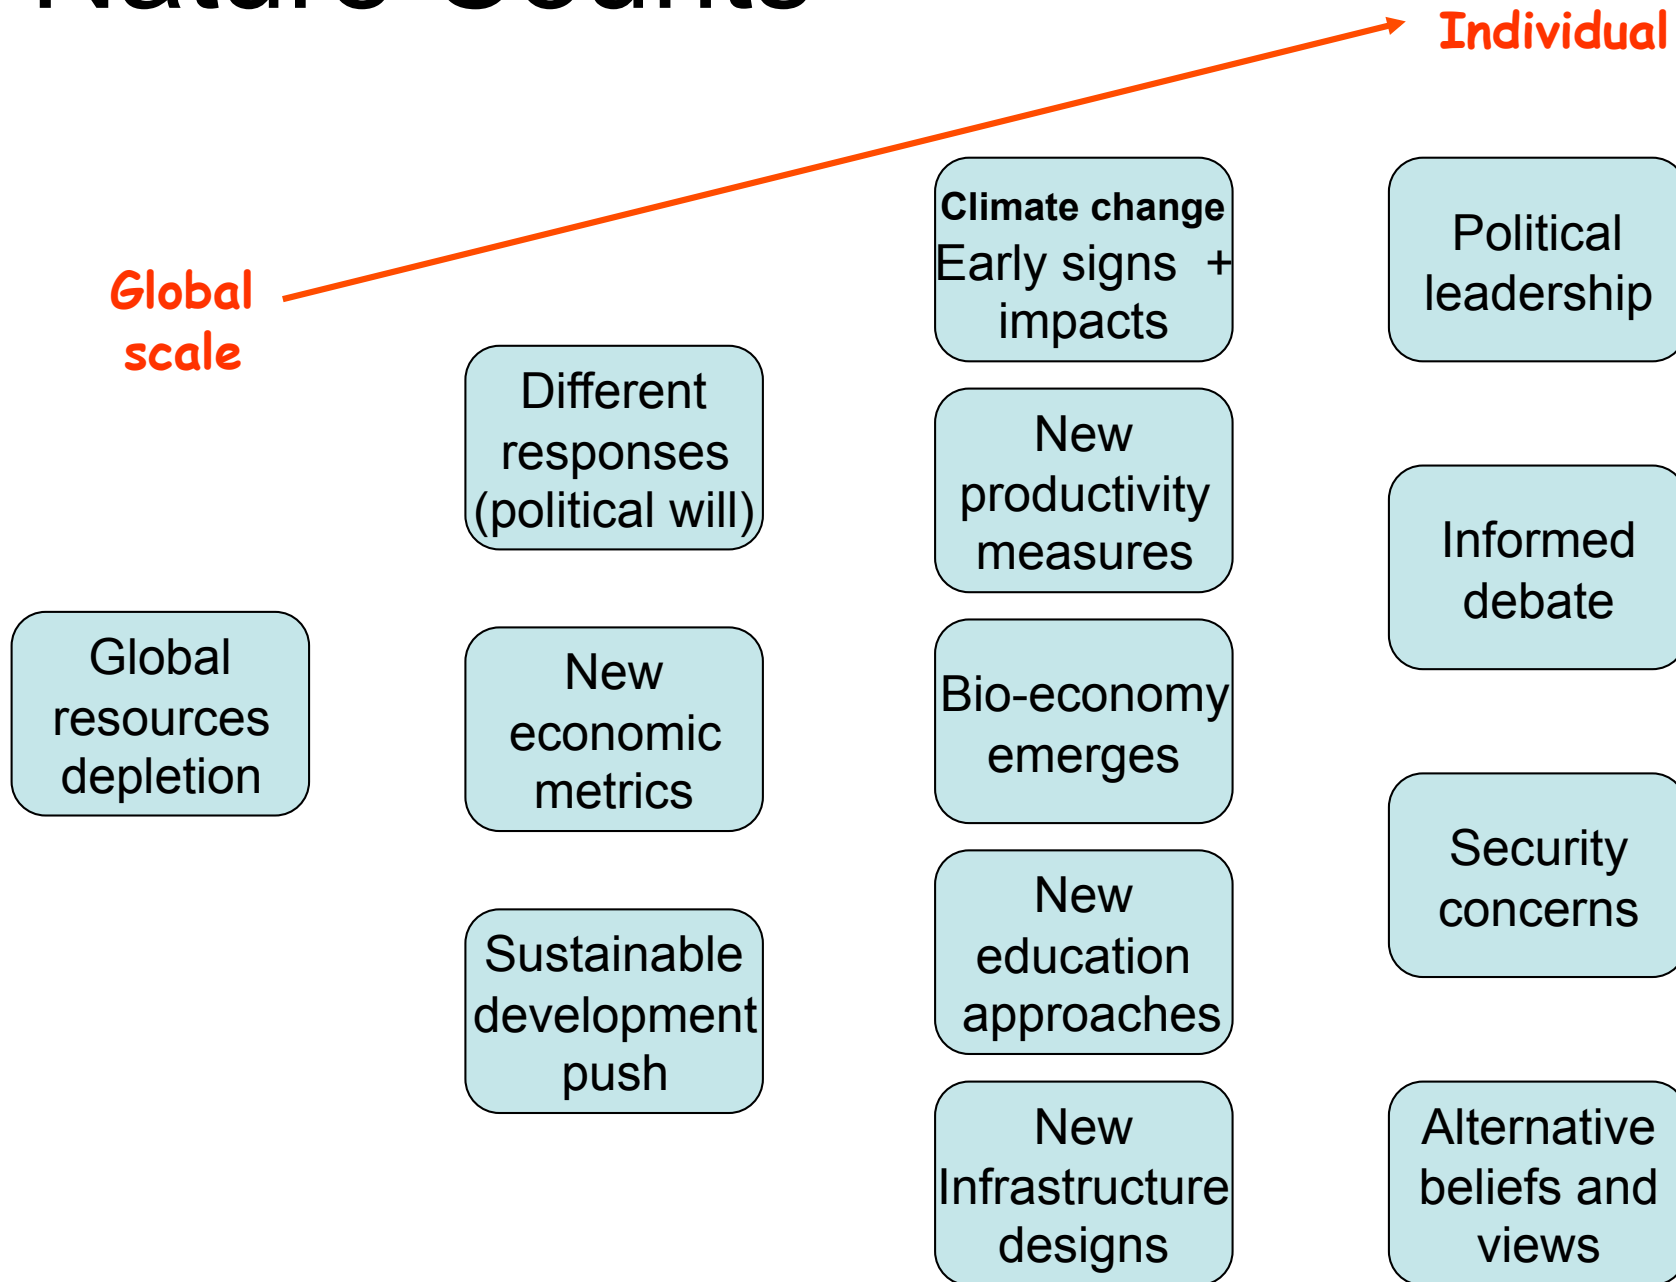 Nature Counts
Individual
Global
scale
Global
resources
depletion
Different
responses
(political will)
New
economic
metrics
Sustainable
development
push
Climate change
Early signs +
impacts
New
productivity
measures
Bio-economy
emerges
New
education
approaches
New
Infrastructure
designs
Political
leadership
Informed
debate
Security
concerns
Alternative
beliefs and
views